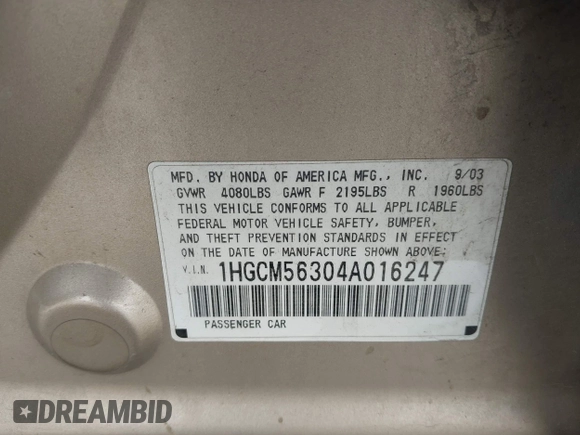 MFD. BY HONDA OF AMERICA MFG., INC. 9/03
GVWR 4080LBS GAWR F 2195LBS R 1960LBS
THIS VEHICLE CONFORMS TO ALL APPLICABLE
FEDERAL MOTOR VEHICLE SAFETY, BUMPER,
AND THEFT PREVENTION STANDARDS IN EFFECT
ON THE DATE OF MANUFACTURE SHOWN ABOVE.
V.I.N. 1HGCM56304A016247
PASSENGER CAR
DREAMBID